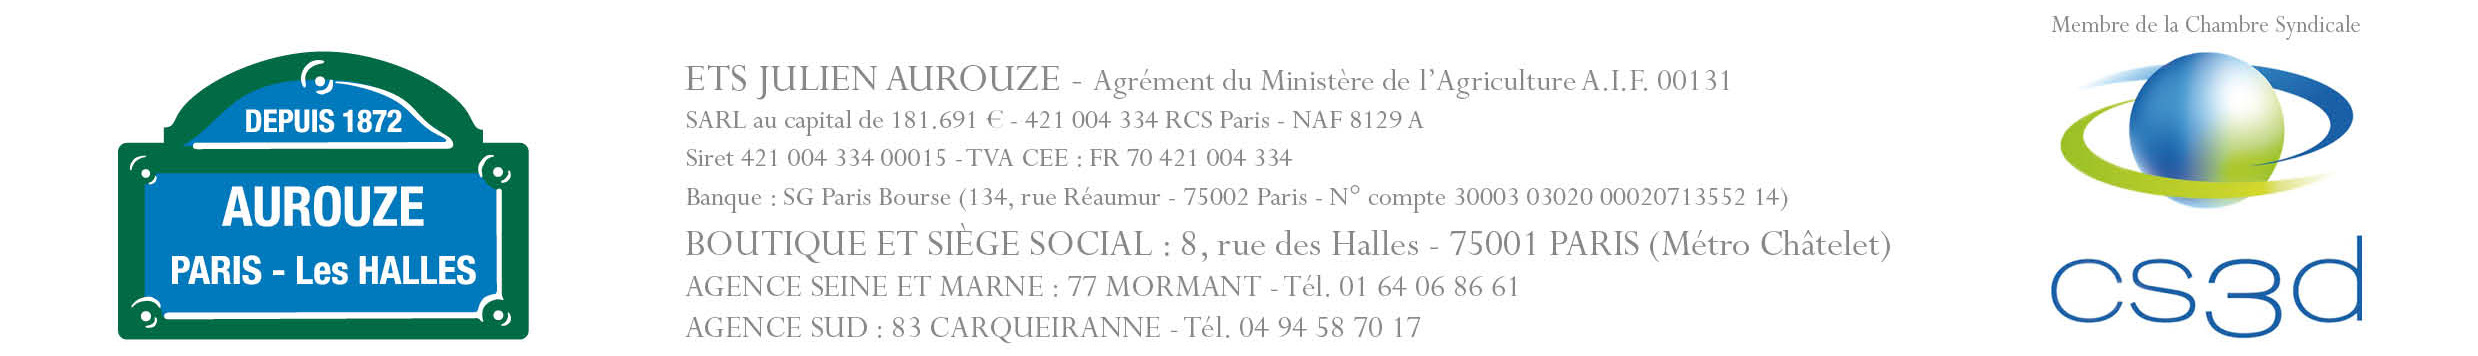 DEPUIS 1872
AUROUZE
PARIS - Les HALLES
ETS JULIEN AUROUZE - Agrément du Ministère de l'Agriculture A.I.F. 00131
SARL au capital de 181.691 € - 421 004 334 RCS Paris - NAF 8129 A
Siret 421 004 334 00015 - TVA CEE : FR 70 421 004 334
Banque : SG Paris Bourse (134, rue Réaumur - 75002 Paris - N° compte 30003 03020 00020713552 14)
BOUTIQUE ET SIÈGE SOCIAL : 8, rue des Halles - 75001 PARIS (Métro Châtelet)
AGENCE SEINE ET MARNE : 77 MORMANT - Tél. 01 64 06 86 61
AGENCE SUD : 83 CARQUEIRANNE - Tél. 04 94 58 70 17
Membre de la Chambre Syndicale
cs3d